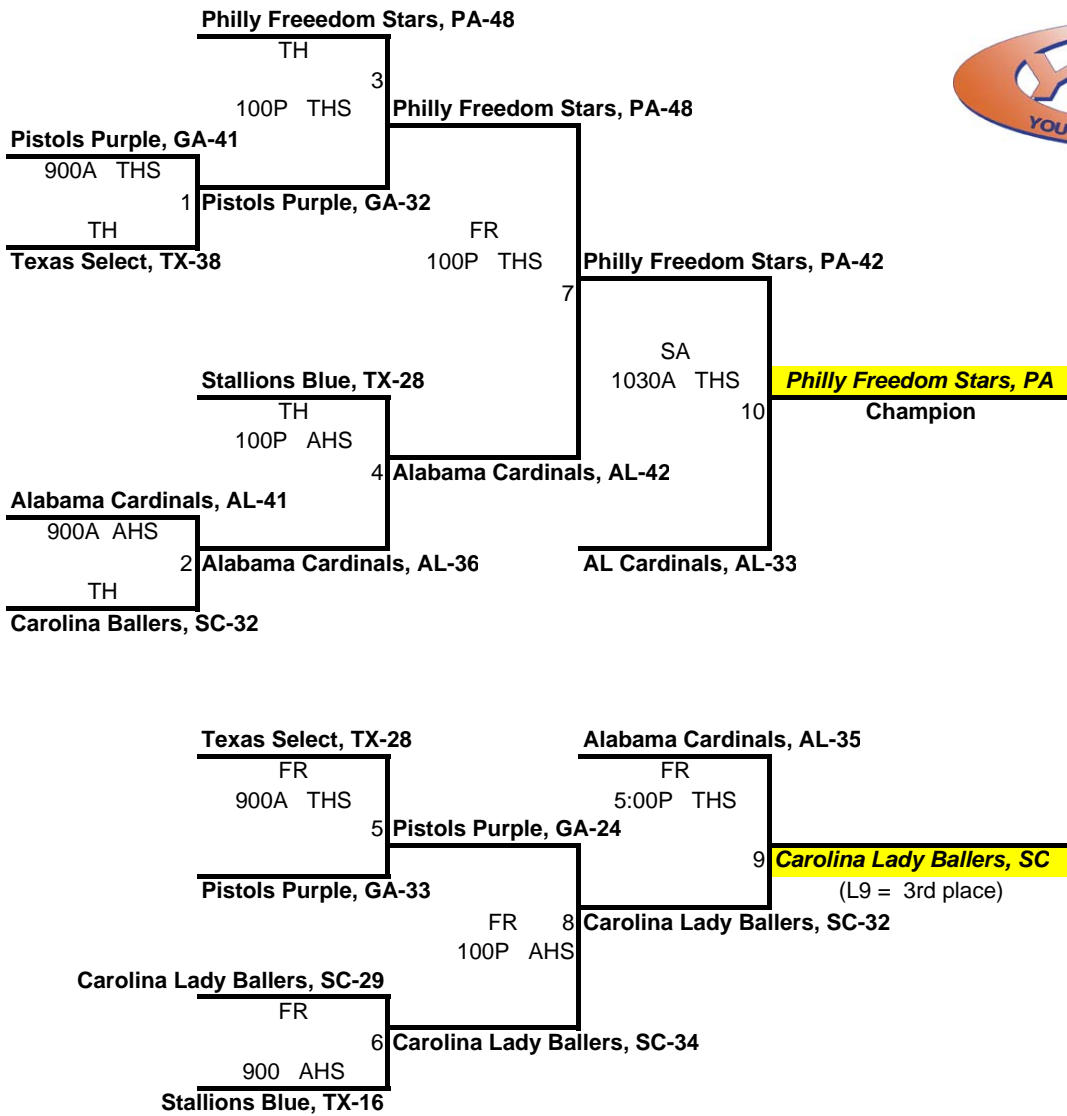 Philly Freeedom Stars, PA-48
TH
3
100P THS
Philly Freedom Stars, PA-48
Pistols Purple, GA-41
900A THS
1
Pistols Purple, GA-32
TH
FR
Texas Select, TX-38
100P THS
Philly Freedom Stars, PA-42
7
SA
Stallions Blue, TX-28
1030A THS
Philly Freedom Stars, PA
TH
10
Champion
100P AHS
4
Alabama Cardinals, AL-42
Alabama Cardinals, AL-41
900A AHS
2
Alabama Cardinals, AL-36
AL Cardinals, AL-33
TH
Carolina Ballers, SC-32
Texas Select, TX-28
Alabama Cardinals, AL-35
FR
FR
900A THS
5:00P THS
5
Pistols Purple, GA-24
9
Carolina Lady Ballers, SC
Pistols Purple, GA-33
(L9 = 3rd place)
FR
8
Carolina Lady Ballers, SC-32
100P AHS
Carolina Lady Ballers, SC-29
FR
6
Carolina Lady Ballers, SC-34
900 AHS
Stallions Blue, TX-16